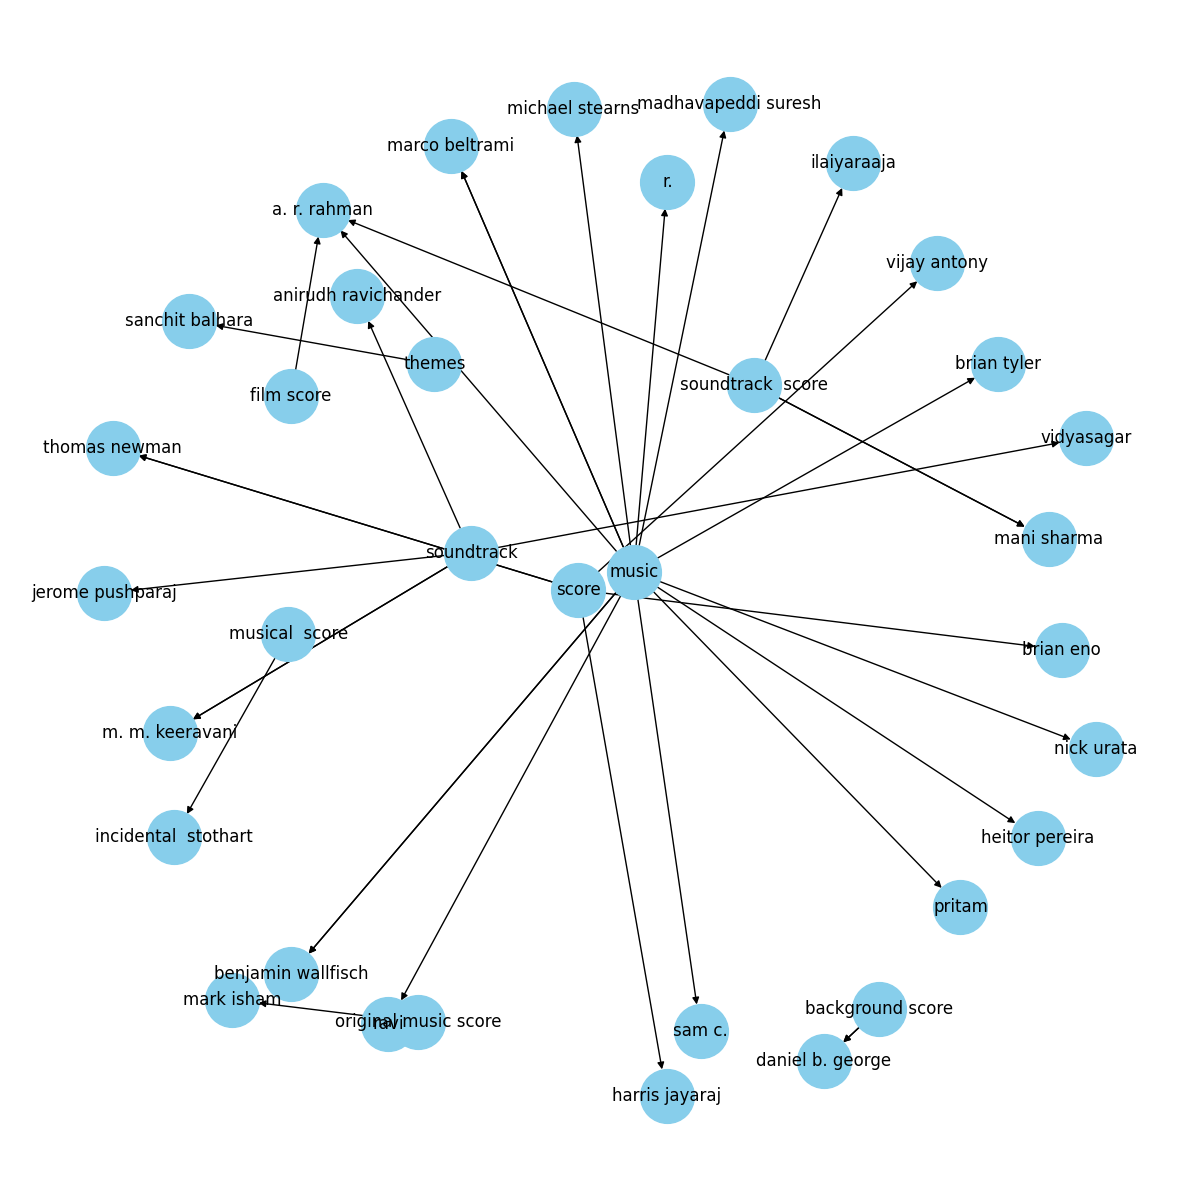 michael stearns
madhavapeddi suresh
marco beltrami
ilaiyaraaja
r.
a. r. rahman
vijay antony
anirudh ravichander
sanchit balhara
themes
brian tyler
soundtrack  score
film score
vidyasagar
thomas newman
mani sharma
soundtrack
music
score
jerome pushparaj
musical  score
brian eno
m. m. keeravani
nick urata
incidental  stothart
heitor pereira
pritam
benjamin wallfisch
mark isham
background score
original music score
ravi
sam c.
daniel b. george
harris jayaraj